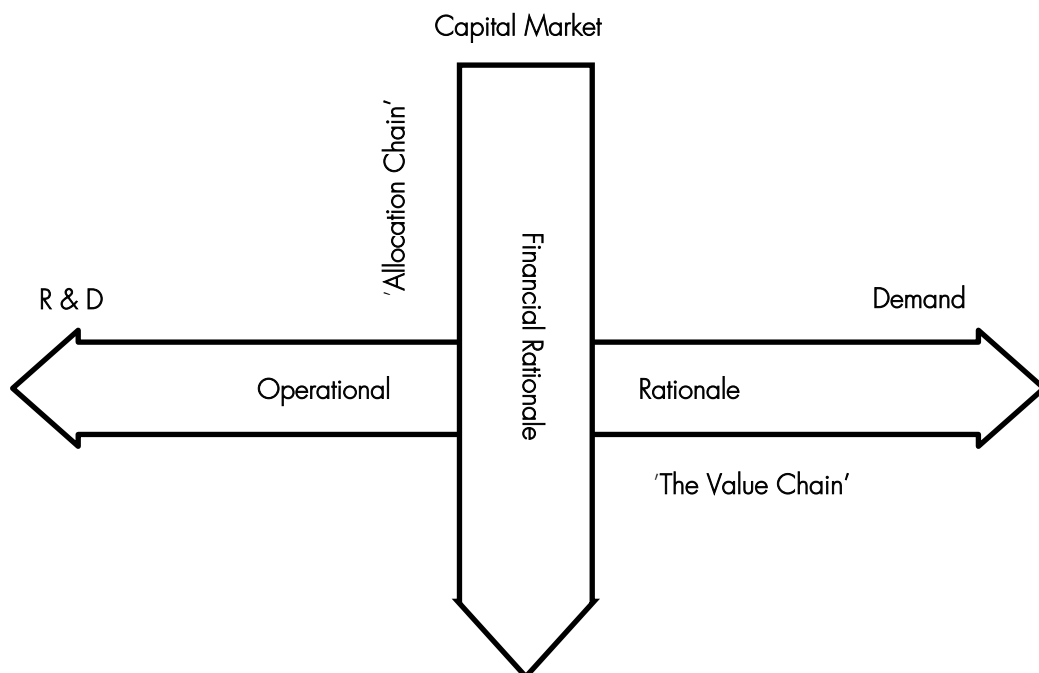 Capital Market
'Allocation Chain'
Financial Rationale
R & D
Demand
Operational
Rationale
'The Value Chain'